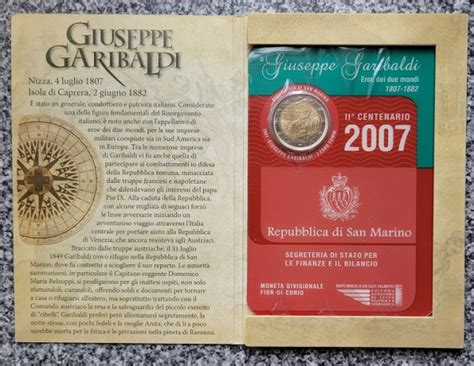 GIUSEPPE
GARIBALDI
Nizza, 4 luglio 1807
Isola di Caprera, 2 giugno 1882
E stato un generale, condottiero e patriota italiano. Considerato
una delle figure fondamentali del Risorgimento
italiano, è noto anche con l'appellativo di
eroe dei due mondi, per le sue imprese
militari compiute sia in Sud America sia
in Europa. Tra le numerose imprese
di Garibaldi vi fu anche quella di
partecipare ai combattimenti in difesa
della Repubblica romana, minacciata
dalle truppe francesi e napoletane
che difendevano gli interessi del papa
Pio IX. Alla caduta della Repubblica,
con alcune migliaia di seguaci forzò
le linee avversarie iniziando un
avventuroso viaggio attraverso l'Italia
centrale per portare aiuto alla Repubblica
di Venezia, che ancora resisteva agli Austriaci.
Braccato dalle truppe austriache, il 31 luglio
1849 Garibaldi trovò rifugio nella Repubblica di San
Marino, dove fu costretto a sciogliere il suo reparto. Le autorità
sammarinesi, in particolare il Capitano reggente Domenico
Maria Belzoppi, si prodigarono per gli inattesi ospiti, non solo
sfamandoli, curandoli, offrendo soldi e documenti per tornare
a casa o rifugiarsi all'estero, ma soprattutto trattando con il
Comando austriaco la resa e la salvaguardia del piccolo esercito
di "ribelli". Garibaldi preferì però allontanarsi discretamente, la
notte stessa, con pochi fedeli e la moglie Anita, che di lì a poco
sarebbe morta per la fatica e le privazioni nella pineta di Ravenna.
Giuseppe Garibaldi
Eroe dei due mondi
1807-1882
REPUBBLICA DI SAN MARINO
IIº CENTENARIO
2007
Repubblica di San Marino
SEGRETERIA DI STATO PER
LE FINANZE E IL BILANCIO
MONETA DIVISIONALE
FIOR DI CONIO
REPUBBLICA DI SAN MARINO